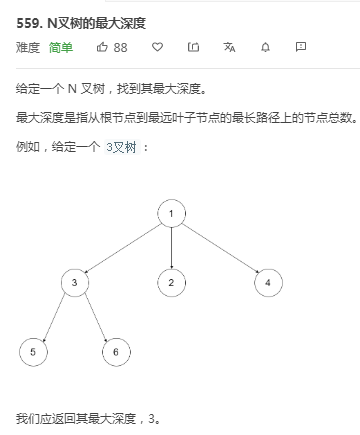 559. N叉树的最大深度
难度 简单 88
给定一个 N 叉树，找到其最大深度。
最大深度是指从根节点到最远叶子节点的最长路径上的节点总数。
例如，给定一个 3叉树 :
1
3 2 4
5 6
我们应返回其最大深度，3。